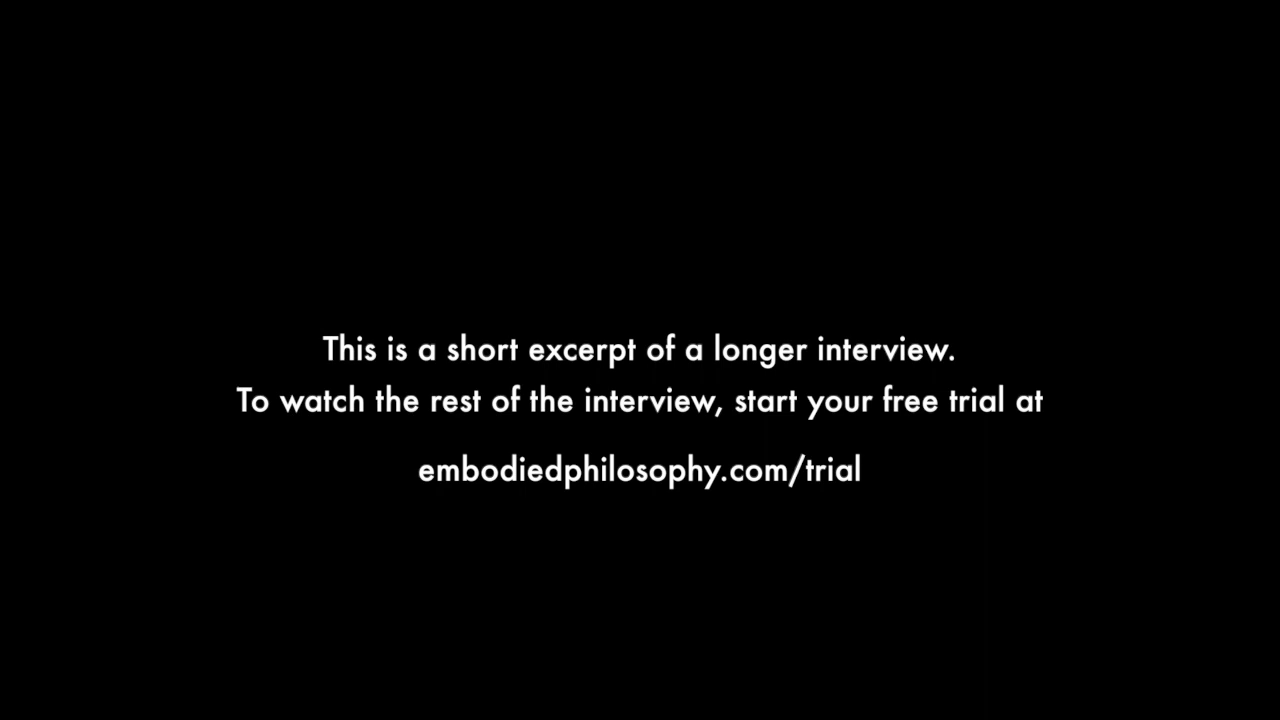 This is a short excerpt of a longer interview.
To watch the rest of the interview, start your free trial at
embodiedphilosophy.com/trial